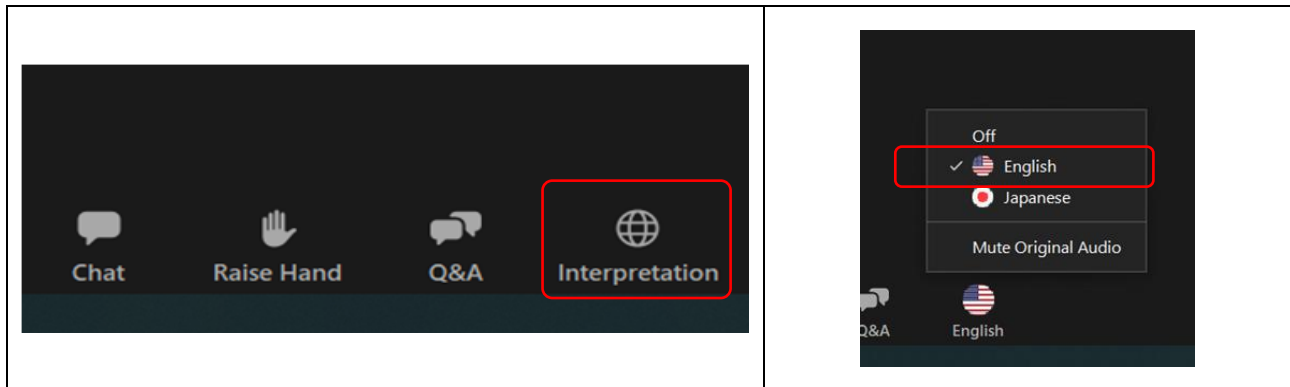 Chat Raise Hand Q&A Interpretation
Off
English
Japanese
Mute Original Audio
Q&A English